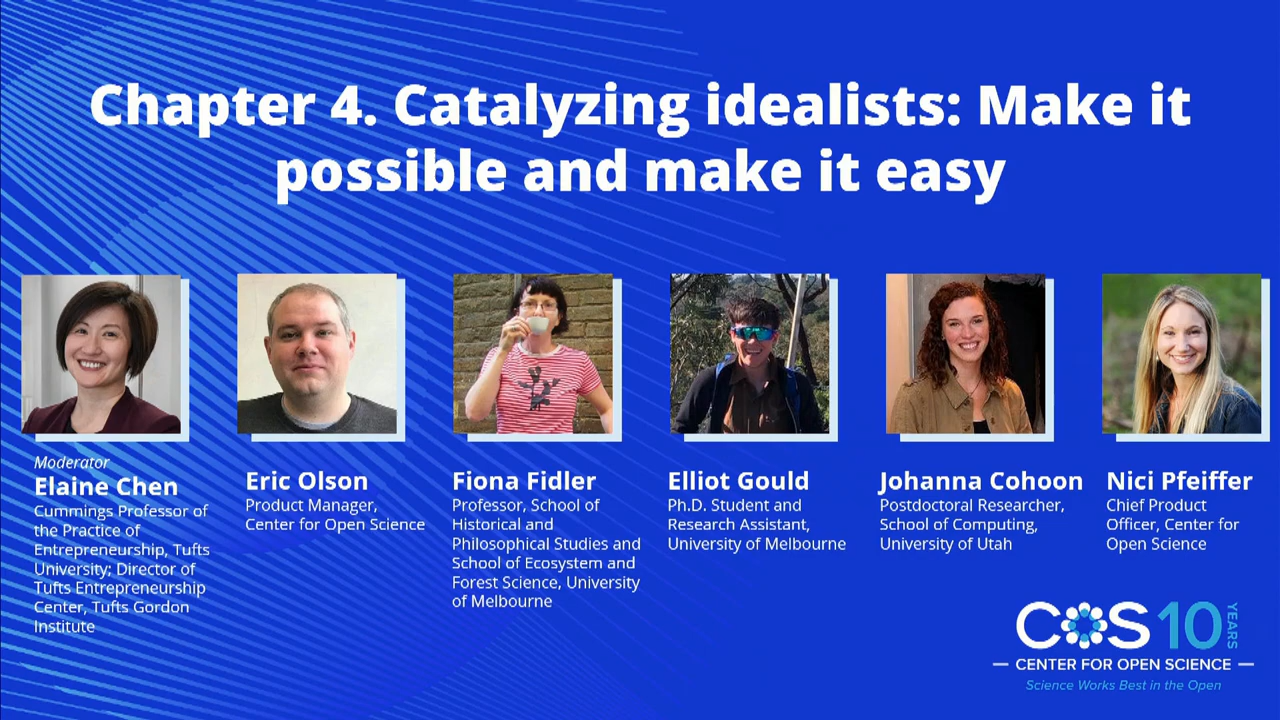 Chapter 4. Catalyzing idealists: Make it
possible and make it easy
Moderator
Elaine Chen
Cummings Professor of
the Practice of
Entrepreneurship, Tufts
University; Director of
Tufts Entrepreneurship
Center, Tufts Gordon
Institute
Eric Olson
Product Manager,
Center for Open Science
Fiona Fidler
Professor, School of
Historical and
Philosophical Studies and
School of Ecosystem and
Forest Science, University
of Melbourne
Elliot Gould
Ph.D. Student and
Research Assistant,
University of Melbourne
Johanna Cohoon
Postdoctoral Researcher,
School of Computing,
University of Utah
Nici Pfeiffer
Chief Product
Officer, Center for
Open Science
COS 10 YEARS
CENTER FOR OPEN SCIENCE
Science Works Best in the Open